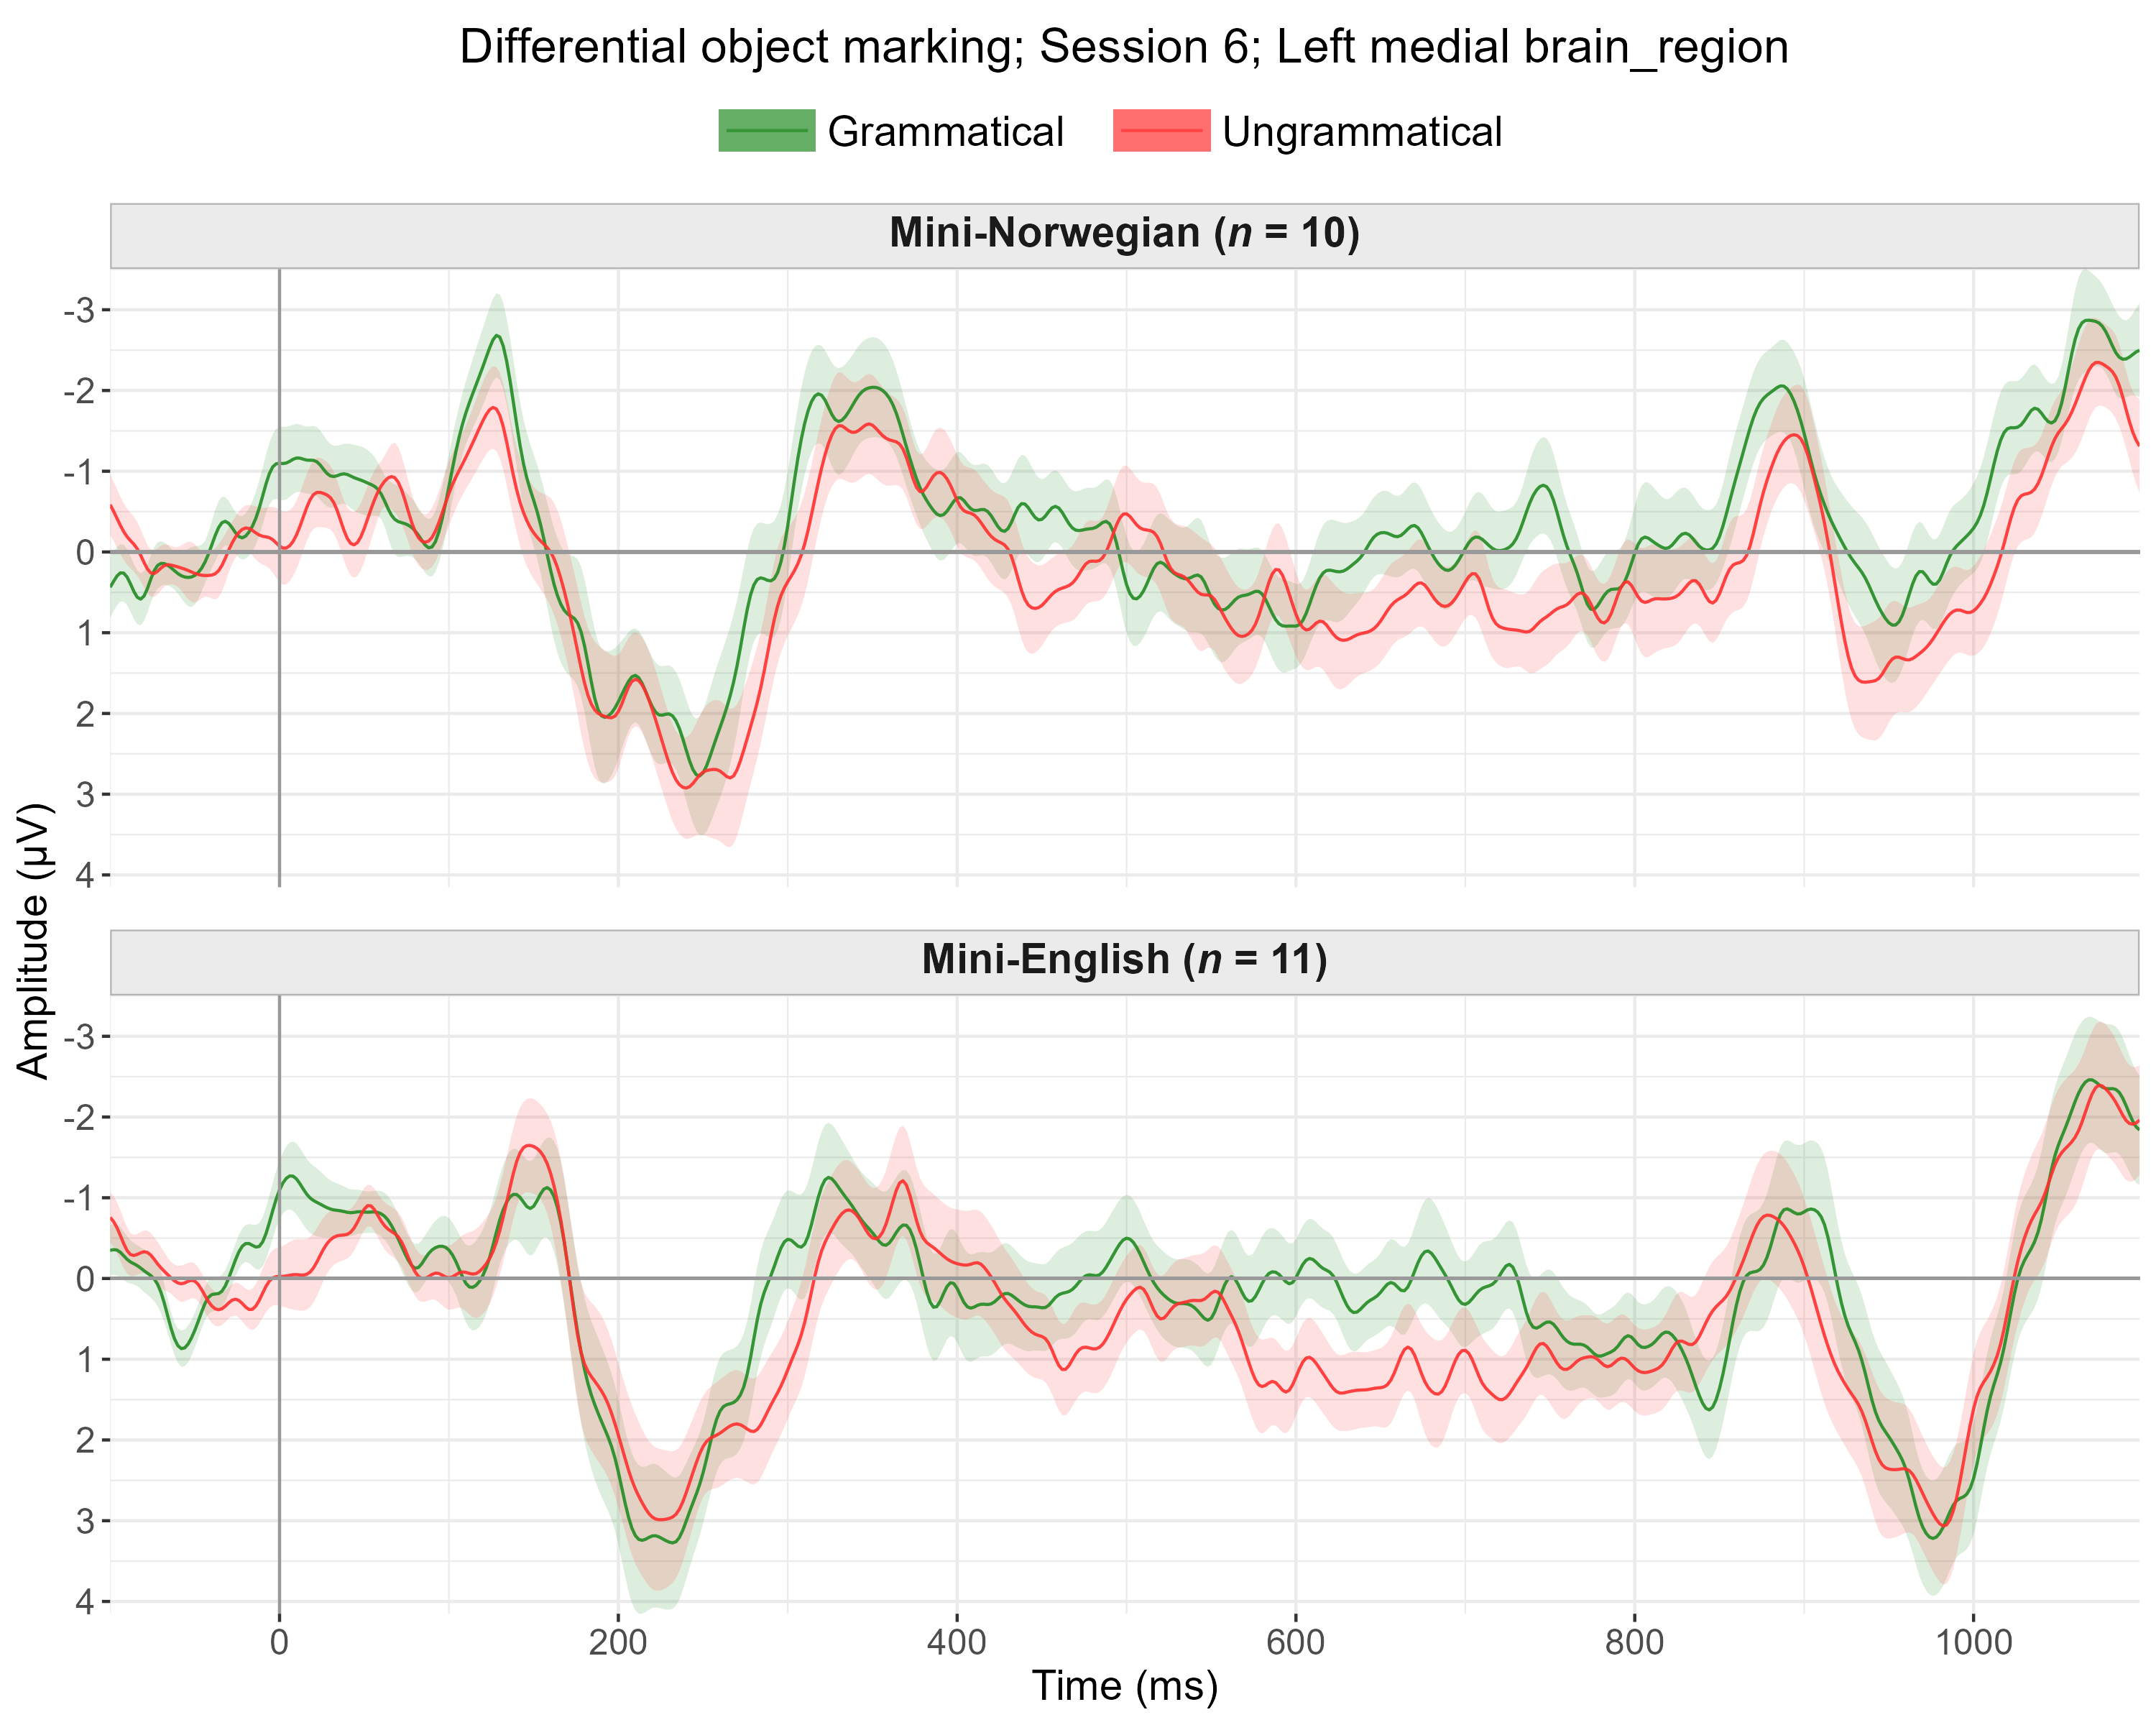 Differential object marking; Session 6; Left medial brain_region
Grammatical Ungrammatical
Mini-Norwegian (n = 10)
-3
-2
-1
0
1
2
3
4
Amplitude (µV)
Mini-English (n = 11)
-3
-2
-1
0
1
2
3
4
0 200 400 600 800 1000
Time (ms)